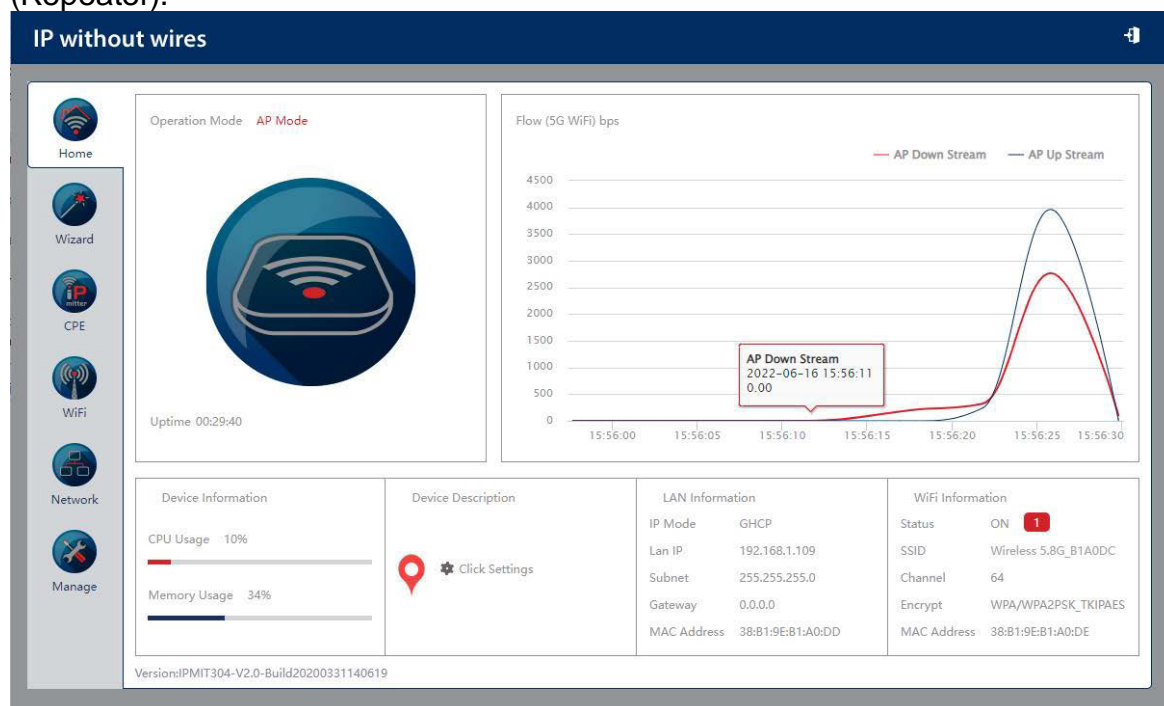 (Repeater).
IP without wires
Home
Wizard
iP
mitter
CPE
WiFi
Network
Manage
Operation Mode AP Mode
Uptime 00:29:40
Flow (5G WiFi) bps
AP Down Stream AP Up Stream
4500
4000
3500
3000
2500
2000
1500
1000
500
0
AP Down Stream
2022-06-16 15:56:11
0.00
15:56:00 15:56:05 15:56:10 15:56:15 15:56:20 15:56:25 15:56:30
Device Information
CPU Usage 10%
Memory Usage 34%
Device Description
Click Settings
LAN Information
IP Mode GHCP
Lan IP 192.168.1.109
Subnet 255.255.255.0
Gateway 0.0.0.0
MAC Address 38:B1:9E:B1:A0:DD
WiFi Information
Status ON 1
SSID Wireless 5.8G_B1A0DC
Channel 64
Encrypt WPA/WPA2PSK_TKIPAES
MAC Address 38:B1:9E:B1:A0:DE
Version:IPMIT304-V2.0-Build20200331140619